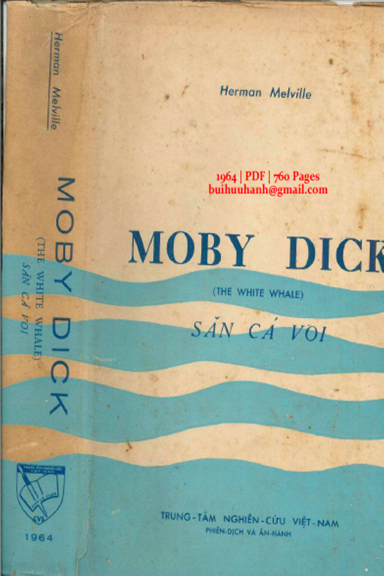 Herman Melville
MOBY DICK
(THE WHITE WHALE)
SĂN CÁ VOI
1964
Herman Melville
1964 | PDF | 760 Pages
buihuuhanh@gmail.com
MOBY DICK
(THE WHITE WHALE)
SĂN CÁ VOI
TRUNG-TÂM NGHIÊN-CỨU VIỆT-NAM
PHIÊN-DỊCH VÀ ẤN-HÀNH